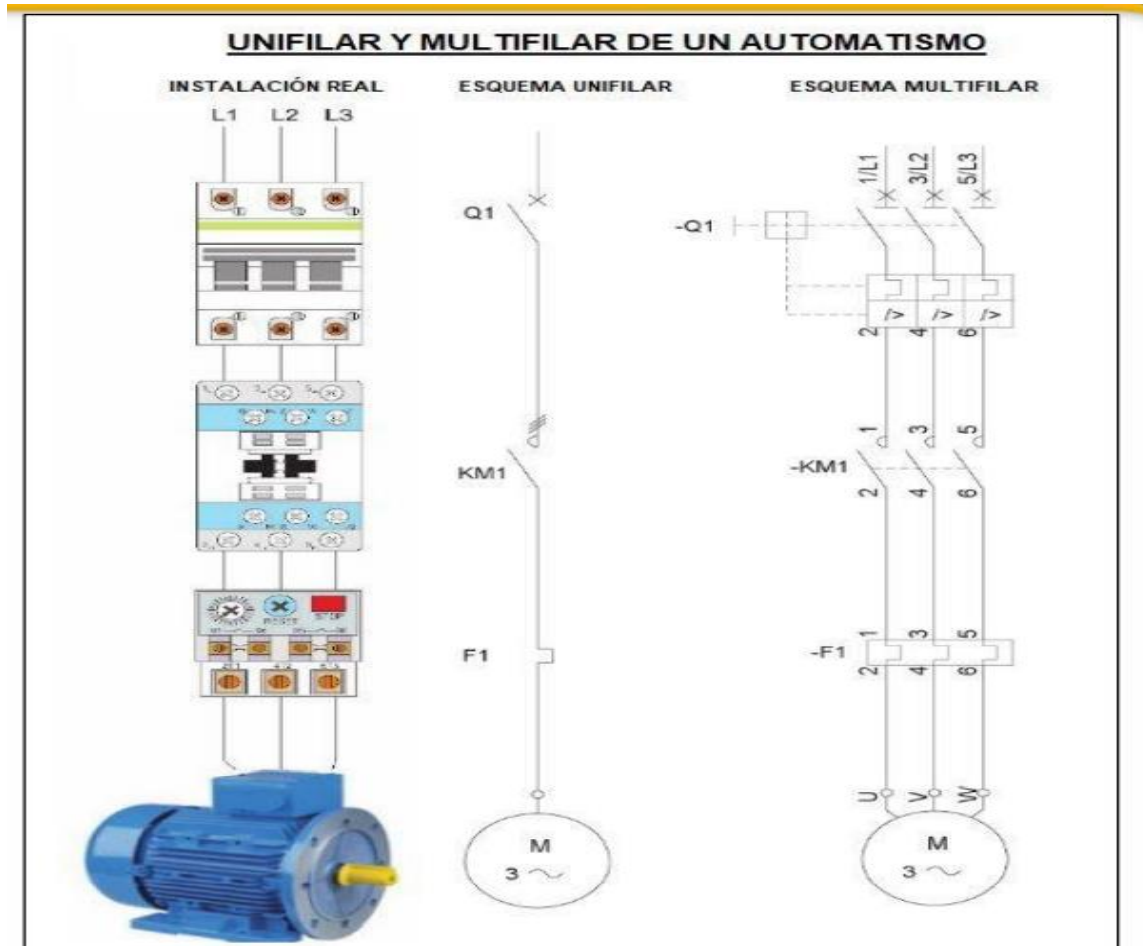 UNIFILAR Y MULTIFILAR DE UN AUTOMATISMO
INSTALACIÓN REAL
ESQUEMA UNIFILAR
ESQUEMA MULTIFILAR
L1 L2 L3
RESET
STOP
Q1
KM1
F1
M
3 ~
1/L1 3/L2 5/L3
-Q1
I> I> I>
2 4 6
1 3 5
-KM1
2 4 6
1 3 5
-F1
2 4 6
U V W
M
3 ~